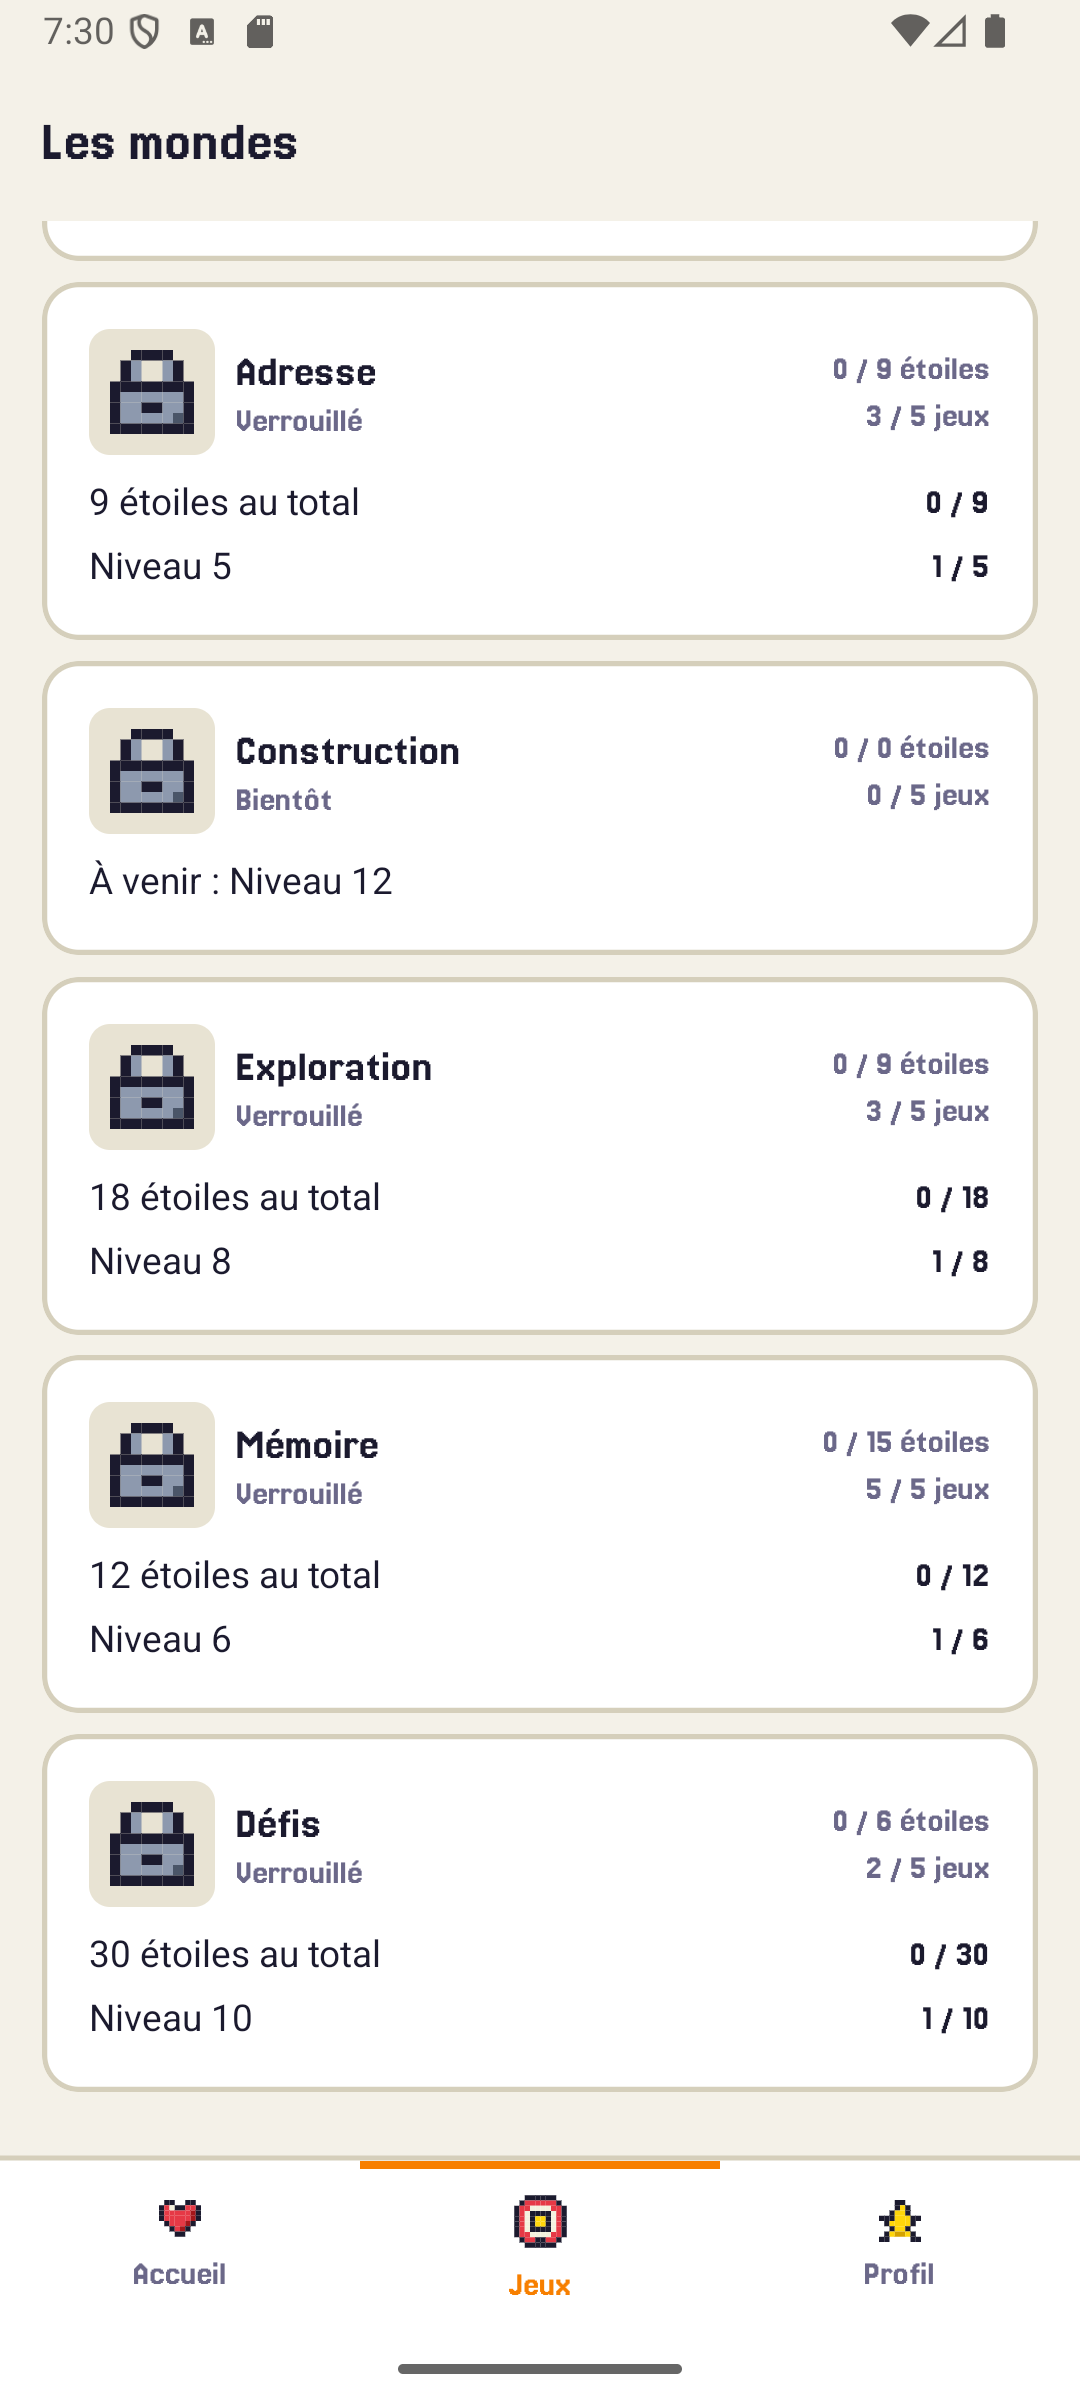 7:30
Les mondes
Adresse
0 / 9 étoiles
Verrouillé
3 / 5 jeux
9 étoiles au total
0 / 9
Niveau 5
1 / 5
Construction
0 / 0 étoiles
Bientôt
0 / 5 jeux
À venir : Niveau 12
Exploration
0 / 9 étoiles
Verrouillé
3 / 5 jeux
18 étoiles au total
0 / 18
Niveau 8
1 / 8
Mémoire
0 / 15 étoiles
Verrouillé
5 / 5 jeux
12 étoiles au total
0 / 12
Niveau 6
1 / 6
Défis
0 / 6 étoiles
Verrouillé
2 / 5 jeux
30 étoiles au total
0 / 30
Niveau 10
1 / 10
Accueil
Jeux
Profil